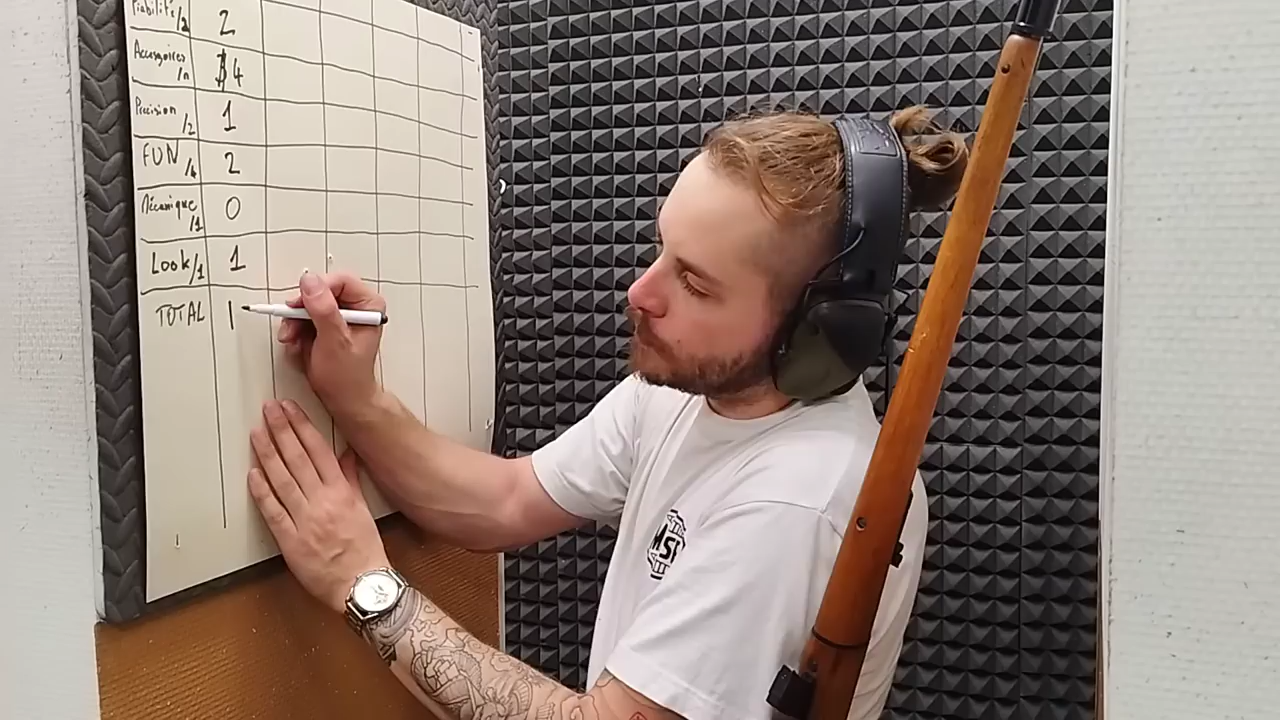 Fiabilité/2 2
Accessoires/n 4
Précision/2 1
FUN/4 2
Mécanique/1 0
Look/1 1
TOTAL 1
MSI